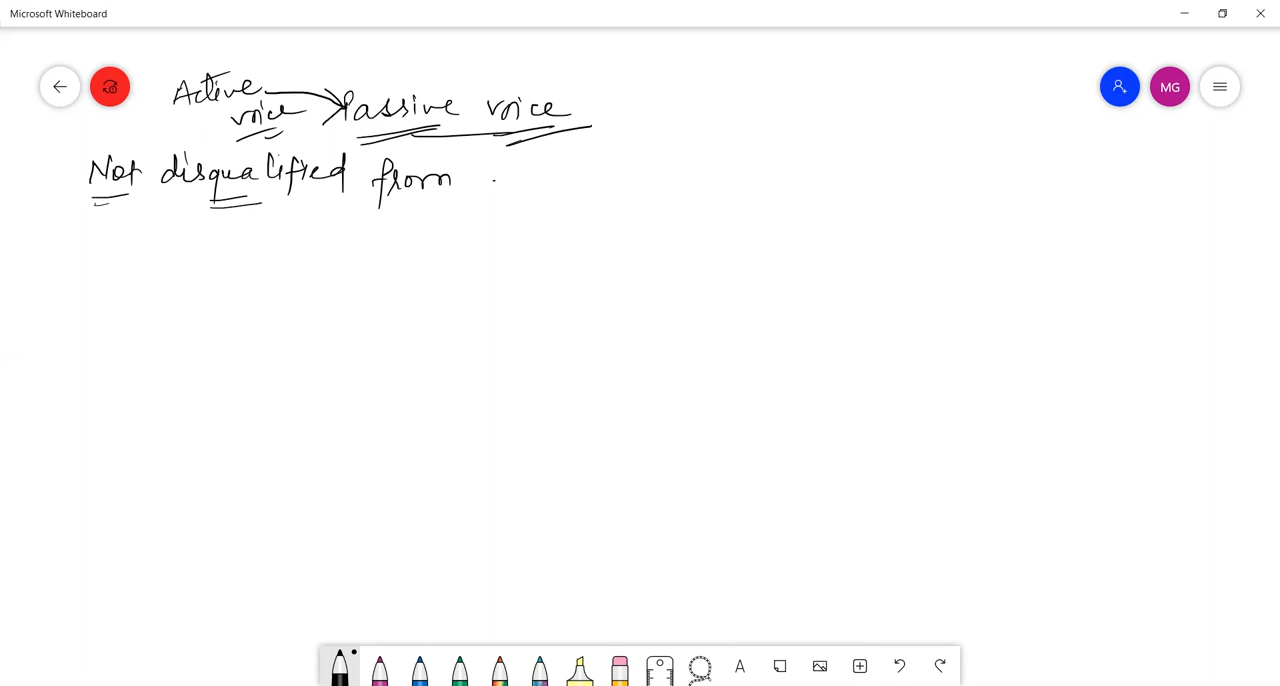 Microsoft Whiteboard
MG
Active voice → Passive voice
Not disqualified from
A